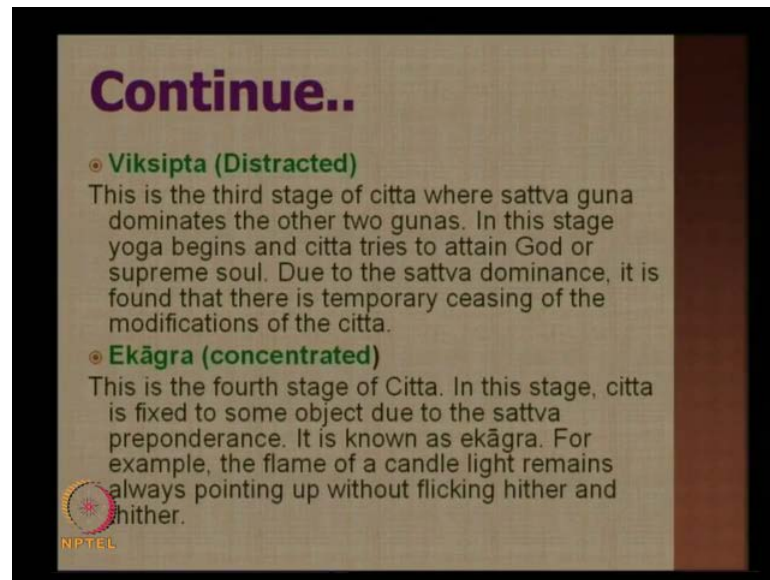 Continue..
Viksipta (Distracted)
This is the third stage of citta where sattva guna
dominates the other two gunas. In this stage
yoga begins and citta tries to attain God or
supreme soul. Due to the sattva dominance, it is
found that there is temporary ceasing of the
modifications of the citta.
Ekāgra (concentrated)
This is the fourth stage of Citta. In this stage, citta
is fixed to some object due to the sattva
preponderance. It is known as ekāgra. For
example, the flame of a candle light remains
always pointing up without flicking hither and
thither.
NPTEL